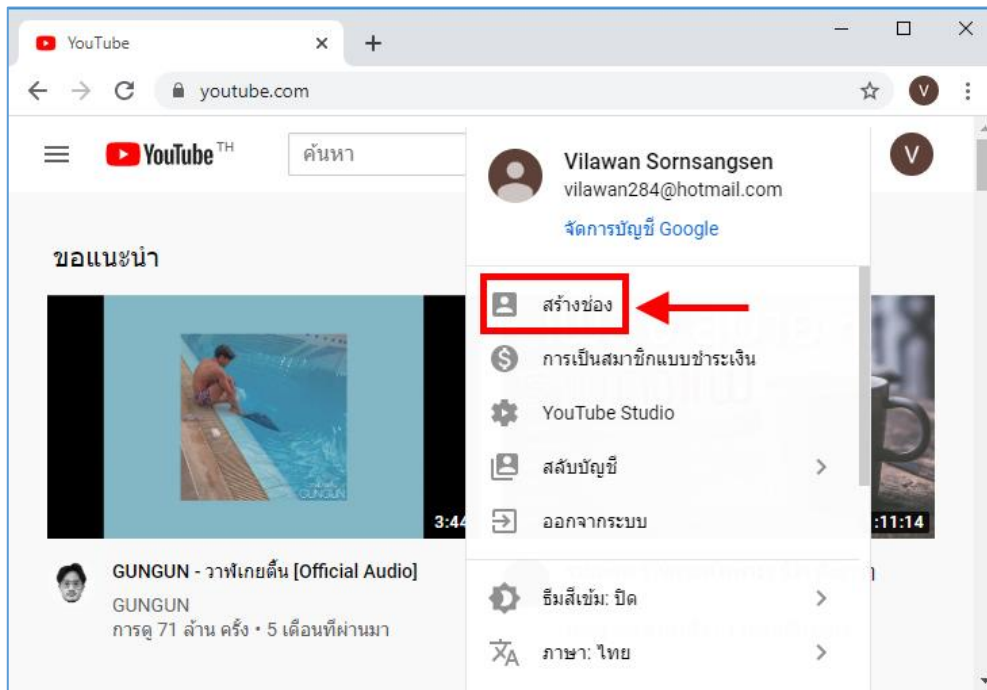 YouTube
youtube.com
V
YouTube TH
ค้นหา
V
Vilawan Sornsangsen
vilawan284@hotmail.com
จัดการบัญชี Google
ขอแนะนำ
สร้างช่อง
การเป็นสมาชิกแบบชำระเงิน
YouTube Studio
สลับบัญชี
ออกจากระบบ
GUNGUN
3:44
:11:14
GUNGUN - วาฬเกยตื้น [Official Audio]
GUNGUN
การดู 71 ล้าน ครั้ง • 5 เดือนที่ผ่านมา
ธีมสีเข้ม: ปิด
ภาษา: ไทย